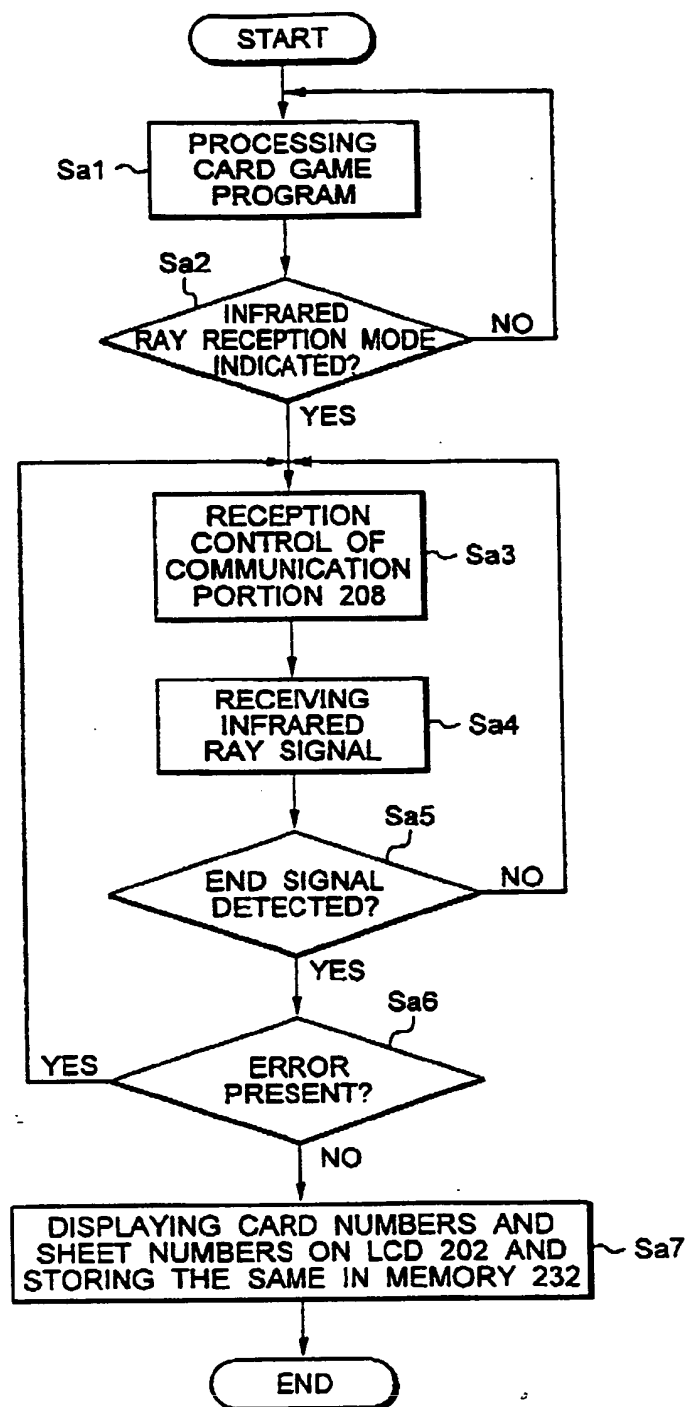 START
PROCESSING
CARD GAME
PROGRAM
Sa1
Sa2
INFRARED
RAY RECEPTION MODE
INDICATED?
NO
YES
RECEPTION
CONTROL OF
COMMUNICATION
PORTION 208
Sa3
RECEIVING
INFRARED
RAY SIGNAL
Sa4
Sa5
END SIGNAL
DETECTED?
NO
YES
Sa6
YES
ERROR
PRESENT?
NO
DISPLAYING CARD NUMBERS AND
SHEET NUMBERS ON LCD 202 AND
STORING THE SAME IN MEMORY 232
Sa7
END